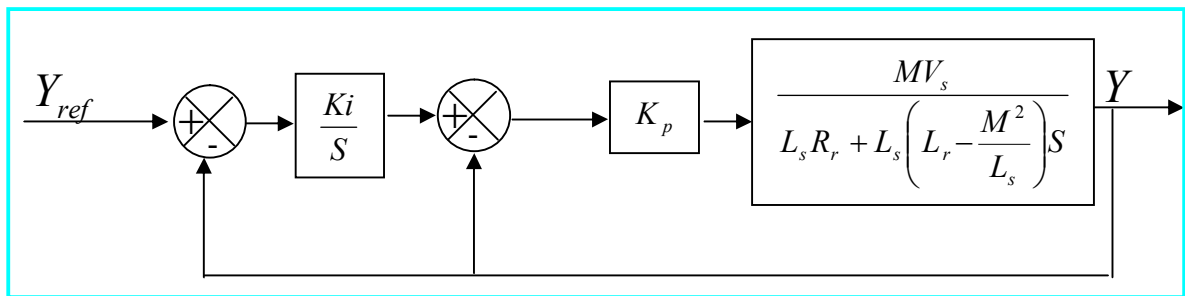 Y_ref
+
-
Ki
S
+
-
K_p
MV_s
L_s R_r + L_s ( L_r - M^2 / L_s ) S
Y